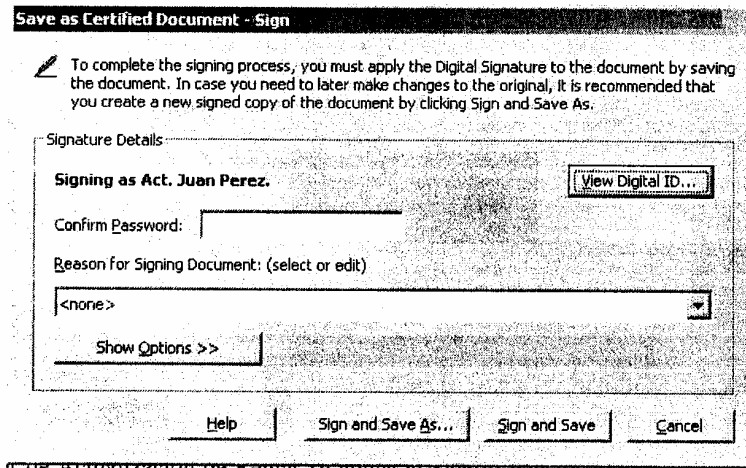 Save as Certified Document - Sign
To complete the signing process, you must apply the Digital Signature to the document by saving
the document. In case you need to later make changes to the original, it is recommended that
you create a new signed copy of the document by clicking Sign and Save As.
Signature Details
Signing as Act. Juan Perez.
View Digital ID...
Confirm Password:
Reason for Signing Document: (select or edit)
<none>
Show Options >>
Help
Sign and Save As...
Sign and Save
Cancel